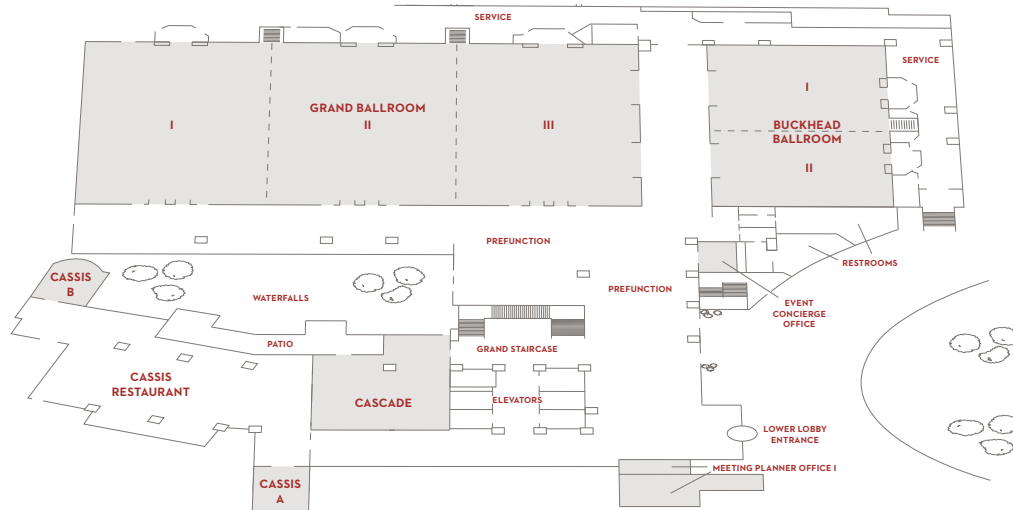 SERVICE
SERVICE
GRAND BALLROOM
I
II
III
I
BUCKHEAD
BALLROOM
II
PREFUNCTION
RESTROOMS
CASSIS
B
WATERFALLS
PREFUNCTION
EVENT
CONCIERGE
OFFICE
PATIO
GRAND STAIRCASE
CASSIS
RESTAURANT
CASCADE
ELEVATORS
LOWER LOBBY
ENTRANCE
MEETING PLANNER OFFICE I
CASSIS
A